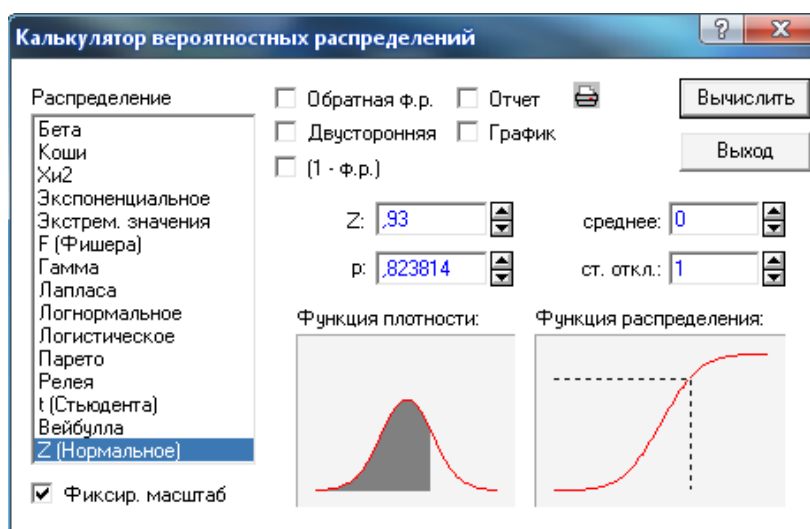 Калькулятор вероятностных распределений
Распределение
Бета
Коши
Хи2
Экспоненциальное
Экстрем. значения
F (Фишера)
Гамма
Лапласа
Логнормальное
Логистическое
Парето
Релея
t (Стьюдента)
Вейбулла
Z (Нормальное)
Фиксир. масштаб
Обратная ф.р. Отчет
Двусторонняя График
(1 - ф.р.)
Вычислить
Выход
Z: ,93 среднее: 0
p: ,823814 ст. откл.: 1
Функция плотности: Функция распределения: